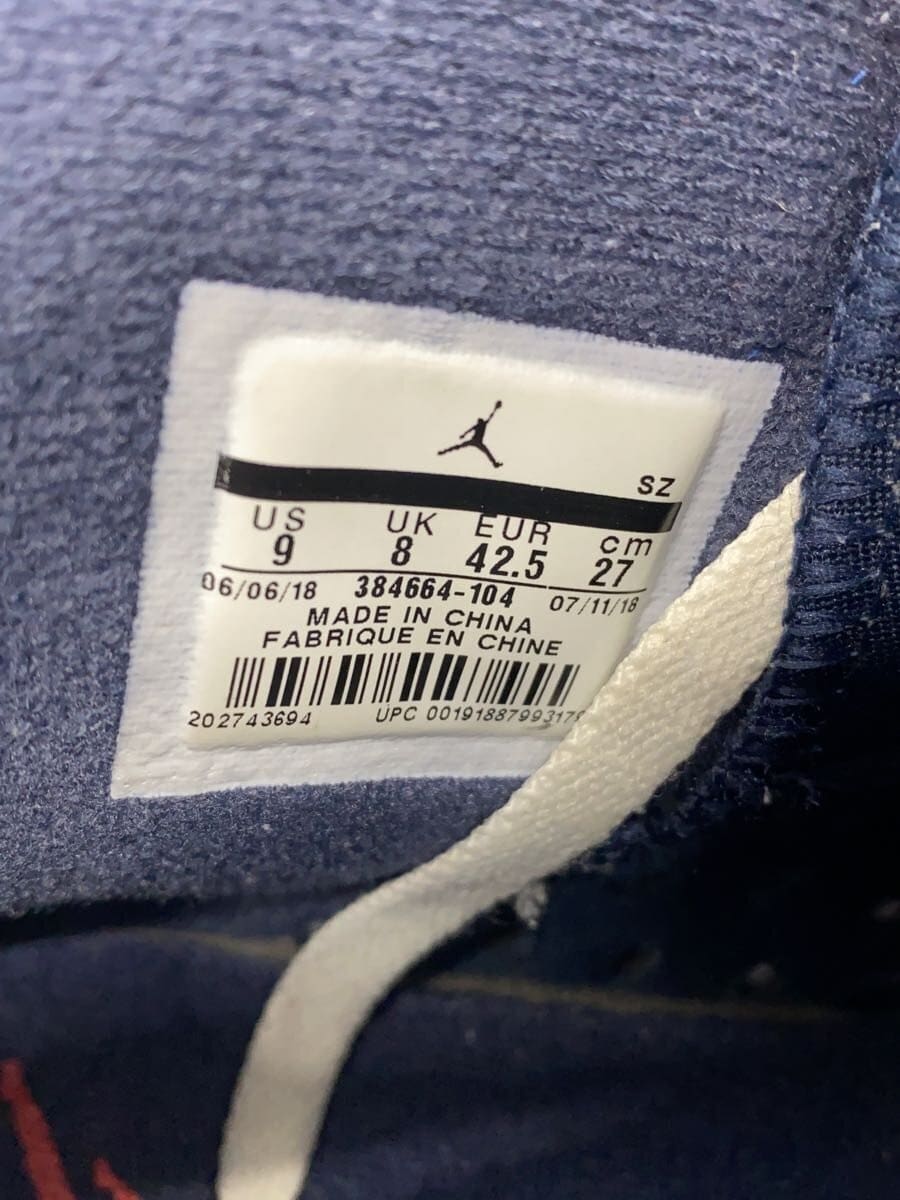 SZ
US UK EUR cm
9 8 42.5 27
06/06/18 384664-104 07/11/18
MADE IN CHINA
FABRIQUE EN CHINE
202743694 UPC 00191887993179